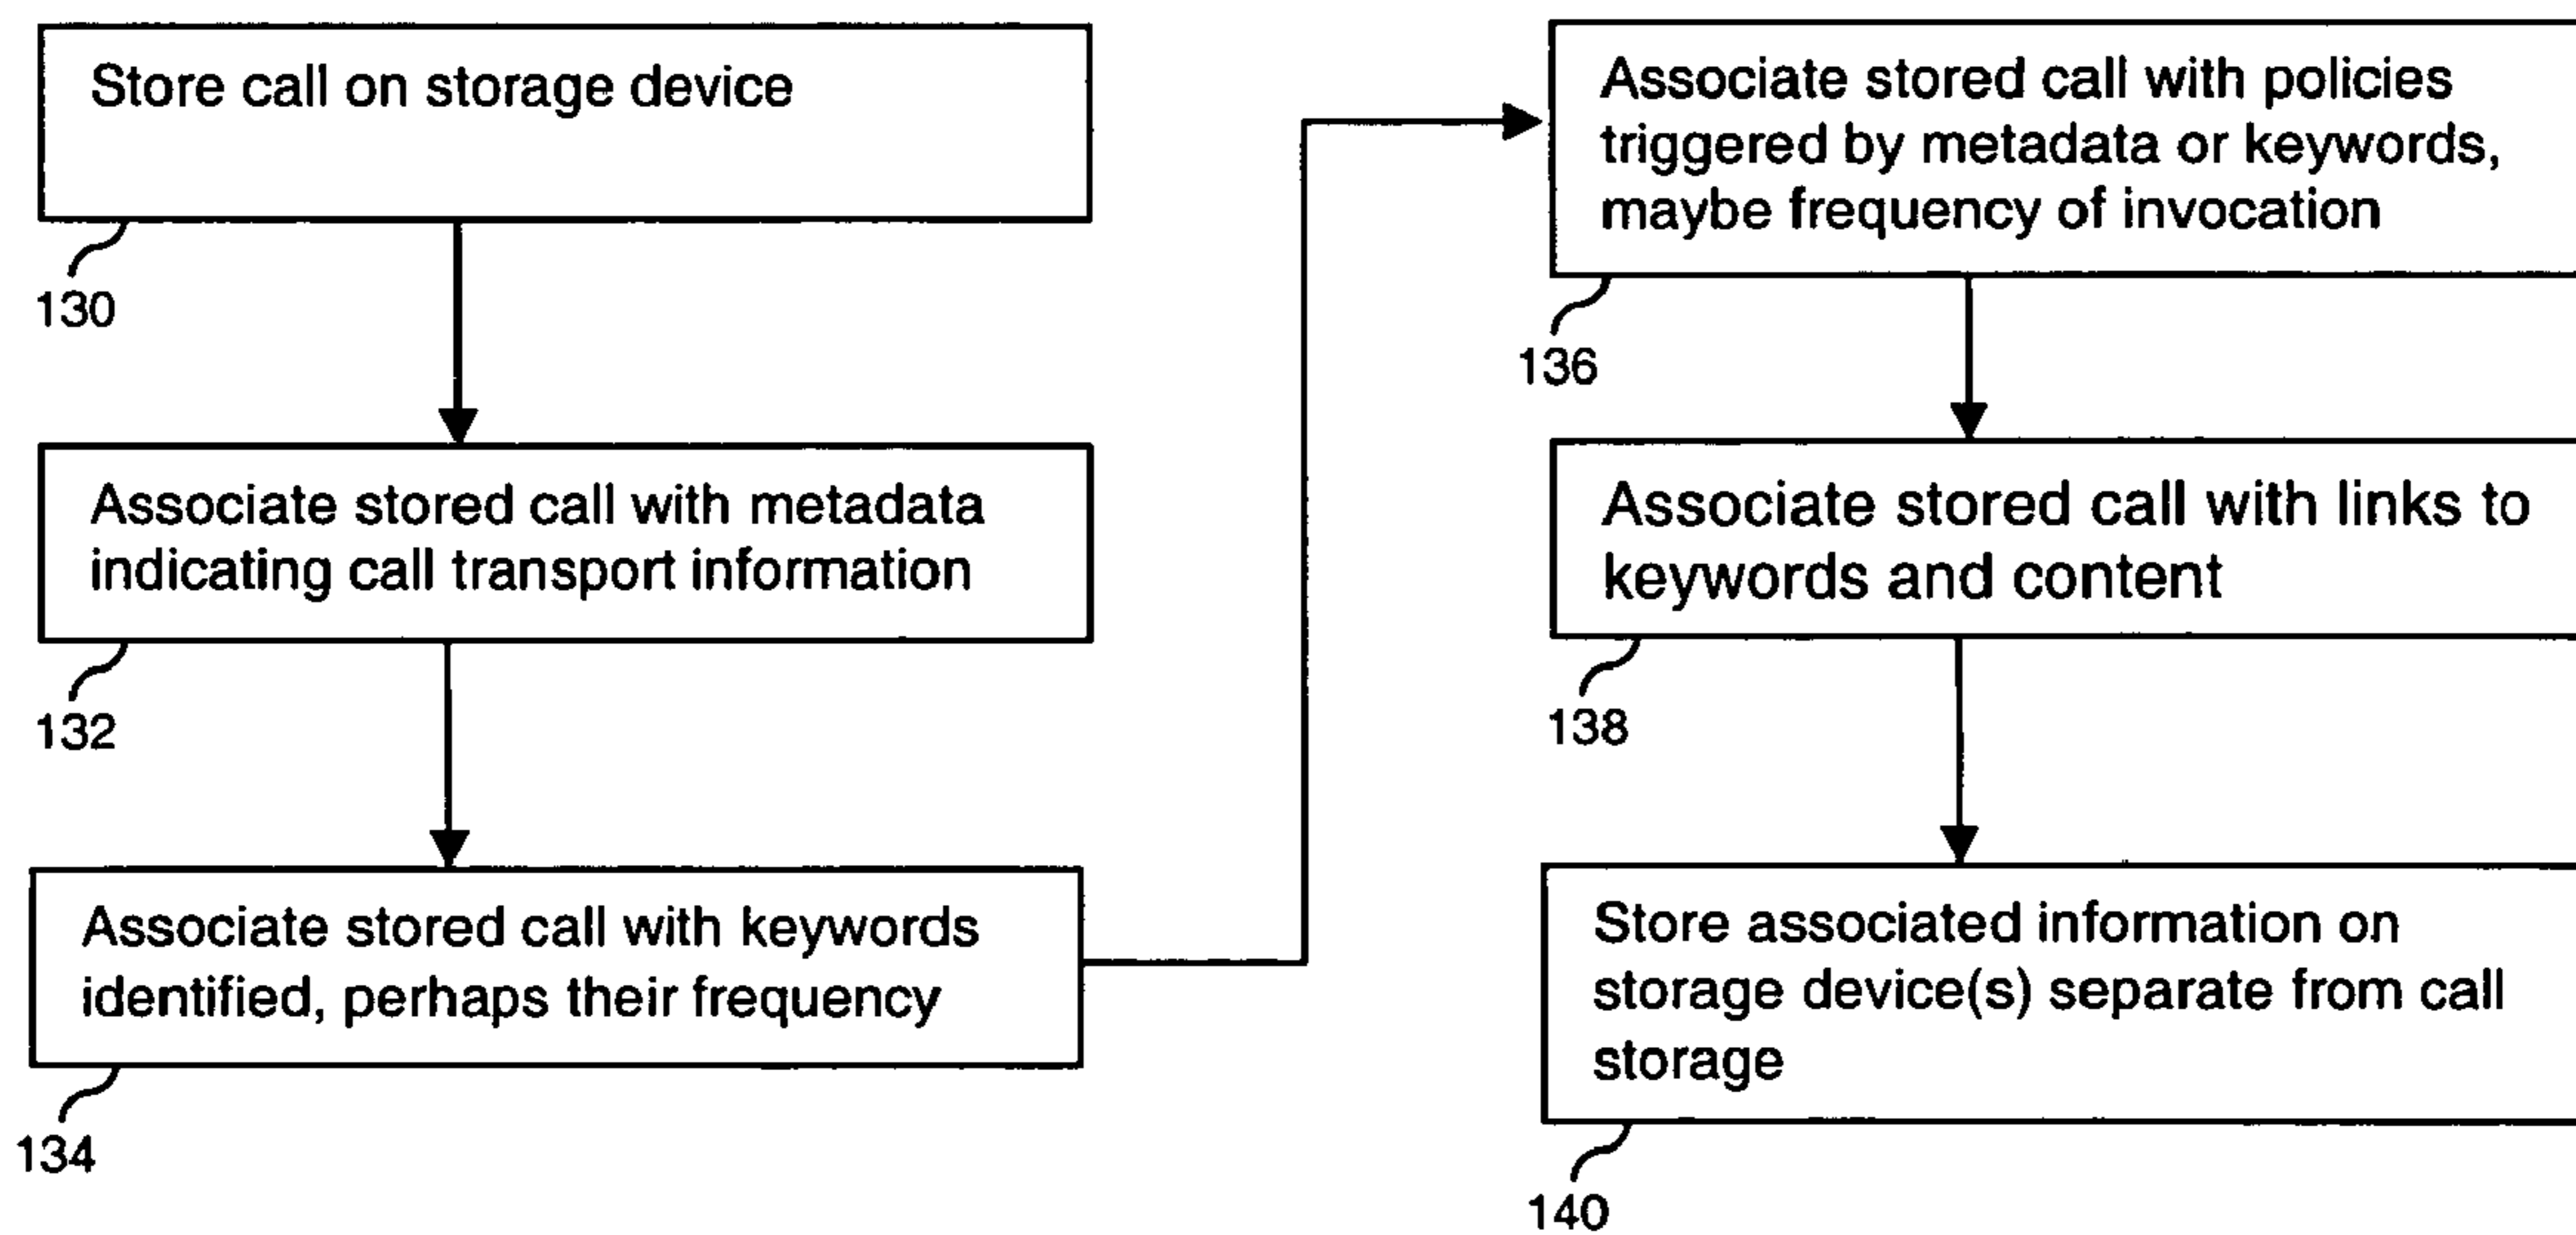 Store call on storage device
130
Associate stored call with metadata
indicating call transport information
132
Associate stored call with keywords
identified, perhaps their frequency
134
Associate stored call with policies
triggered by metadata or keywords,
maybe frequency of invocation
136
Associate stored call with links to
keywords and content
138
Store associated information on
storage device(s) separate from call
storage
140